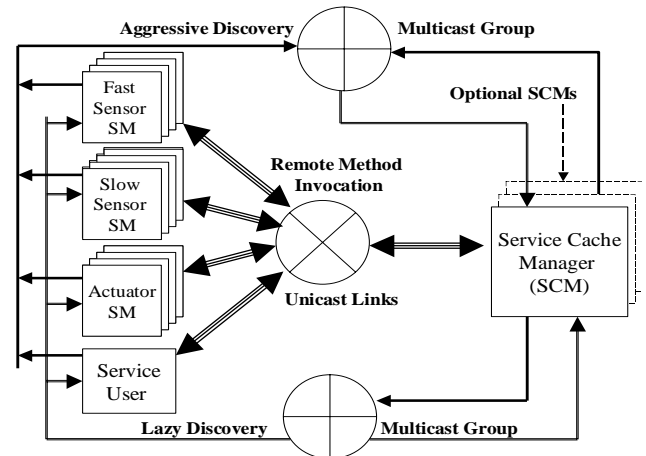 Aggressive Discovery
Multicast Group
Fast
Sensor
SM
Optional SCMs
Remote Method
Invocation
Slow
Sensor
SM
Service Cache
Manager
(SCM)
Actuator
SM
Unicast Links
Service
User
Lazy Discovery
Multicast Group